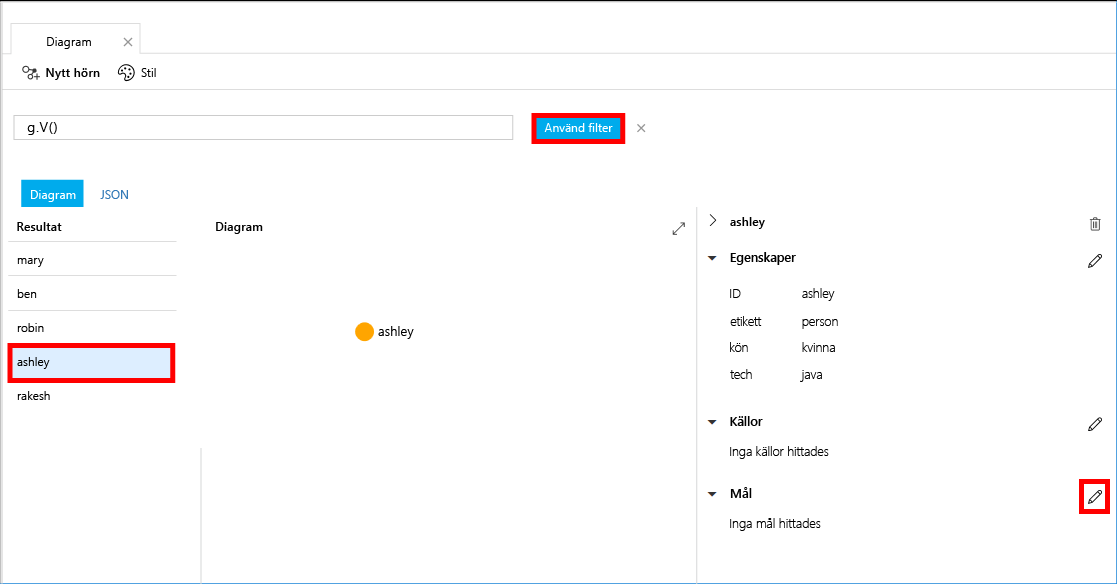 Diagram
Nytt hörn Stil
g.V() Använd filter
Diagram JSON
Resultat
mary
ben
robin
ashley
rakesh
Diagram
ashley
ashley
Egenskaper
ID ashley
etikett person
kön kvinna
tech java
Källor
Inga källor hittades
Mål
Inga mål hittades